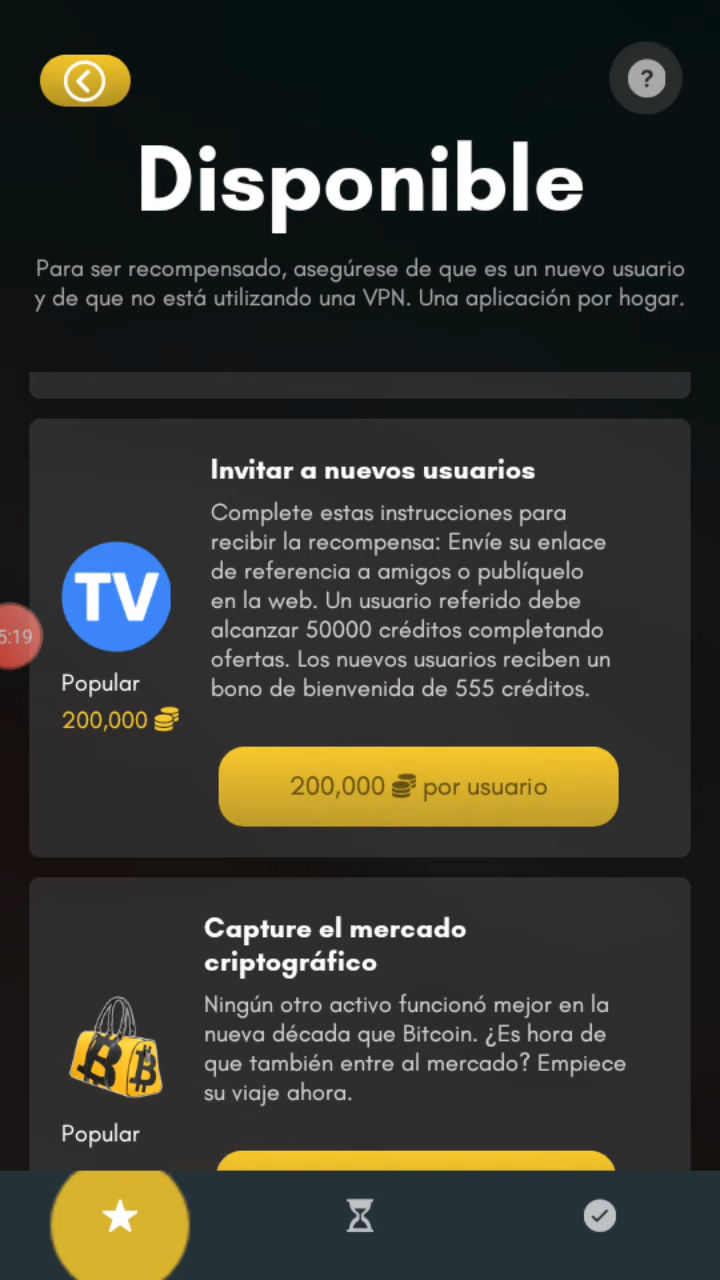 ?
Disponible
Para ser recompensado, asegúrese de que es un nuevo usuario
y de que no está utilizando una VPN. Una aplicación por hogar.
Invitar a nuevos usuarios
Complete estas instrucciones para
recibir la recompensa: Envíe su enlace
de referencia a amigos o publíquelo
en la web. Un usuario referido debe
alcanzar 50000 créditos completando
ofertas. Los nuevos usuarios reciben un
bono de bienvenida de 555 créditos.
TV
5:19
Popular
200,000
200,000 por usuario
Capture el mercado
criptográfico
Ningún otro activo funcionó mejor en la
nueva década que Bitcoin. ¿Es hora de
que también entre al mercado? Empiece
su viaje ahora.
Popular